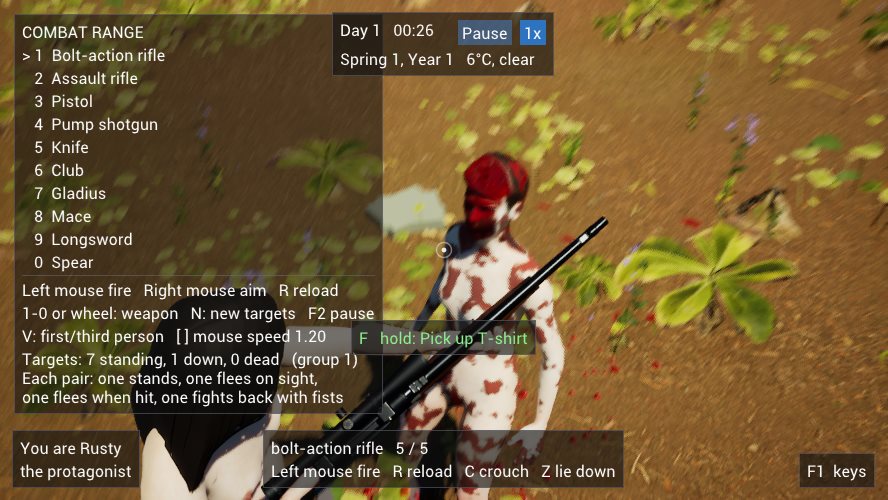 COMBAT RANGE
> 1 Bolt-action rifle
2 Assault rifle
3 Pistol
4 Pump shotgun
5 Knife
6 Club
7 Gladius
8 Mace
9 Longsword
0 Spear
Left mouse fire Right mouse aim R reload
1-0 or wheel: weapon N: new targets F2 pause
V: first/third person [ ] mouse speed 1.20
Targets: 7 standing, 1 down, 0 dead (group 1)
Each pair: one stands, one flees on sight,
one flees when hit, one fights back with fists
Day 1 00:26 Pause 1x
Spring 1, Year 1 6°C, clear
F hold: Pick up T-shirt
You are Rusty
the protagonist
bolt-action rifle 5 / 5
Left mouse fire R reload C crouch Z lie down
F1 keys